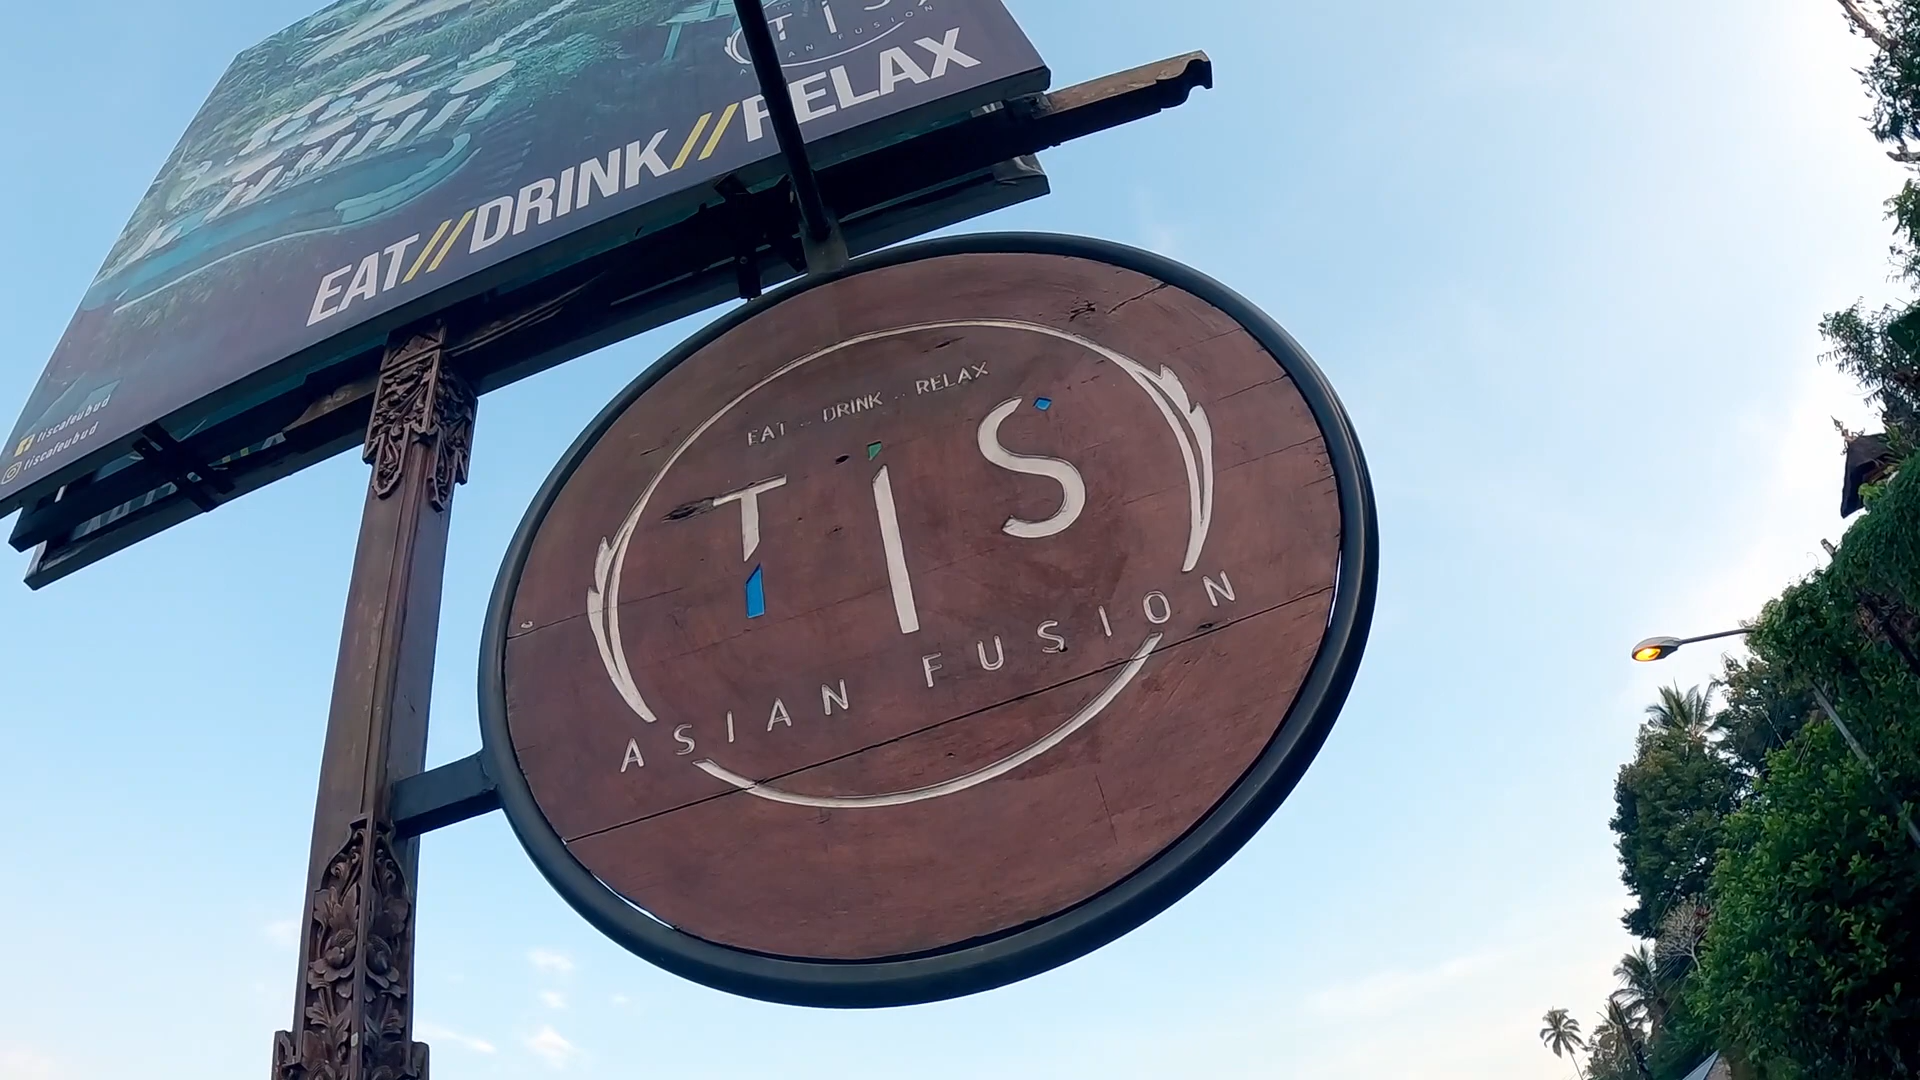 TiS
ASIAN FUSION
EAT//DRINK//RELAX
tiscafeubud
tiscafeubud
EAT .. DRINK .. RELAX
TiS
ASIAN FUSION